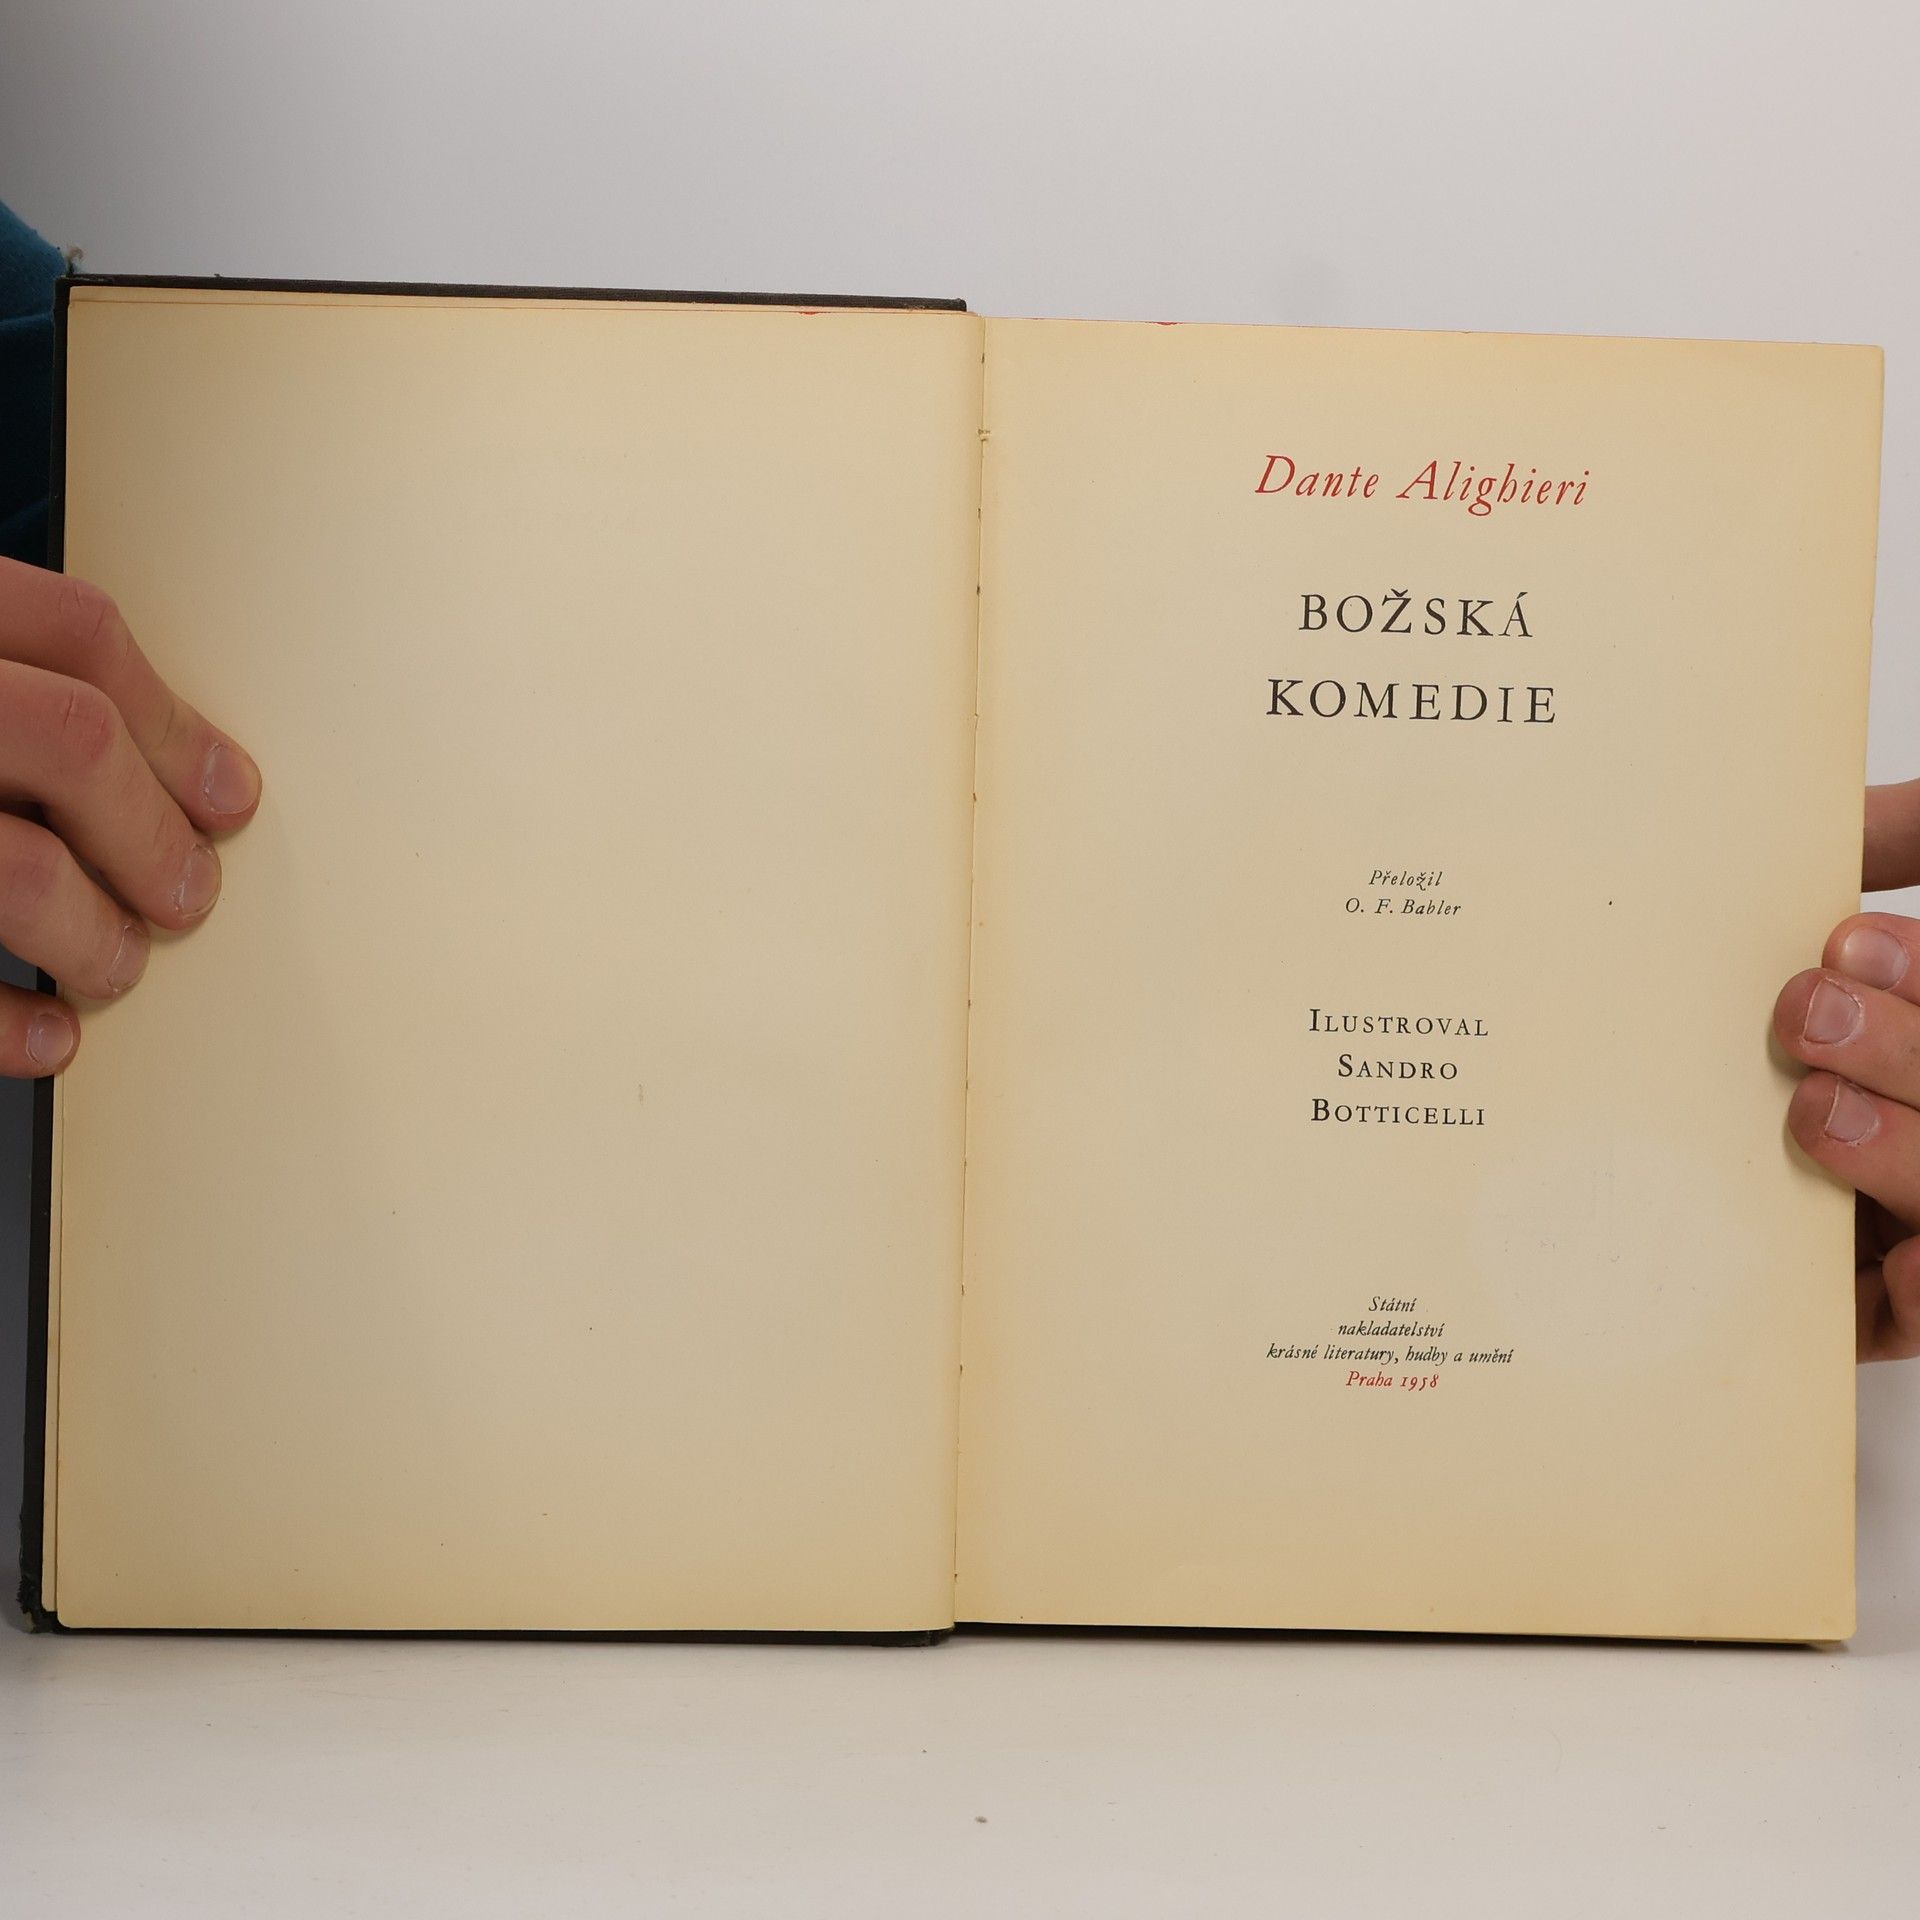 Dante Alighieri
BOŽSKÁ
KOMEDIE
Přeložil
O. F. Babler
ILUSTROVAL
SANDRO
BOTTICELLI
Státní
nakladatelství
krásné literatury, hudby a umění
Praha 1958